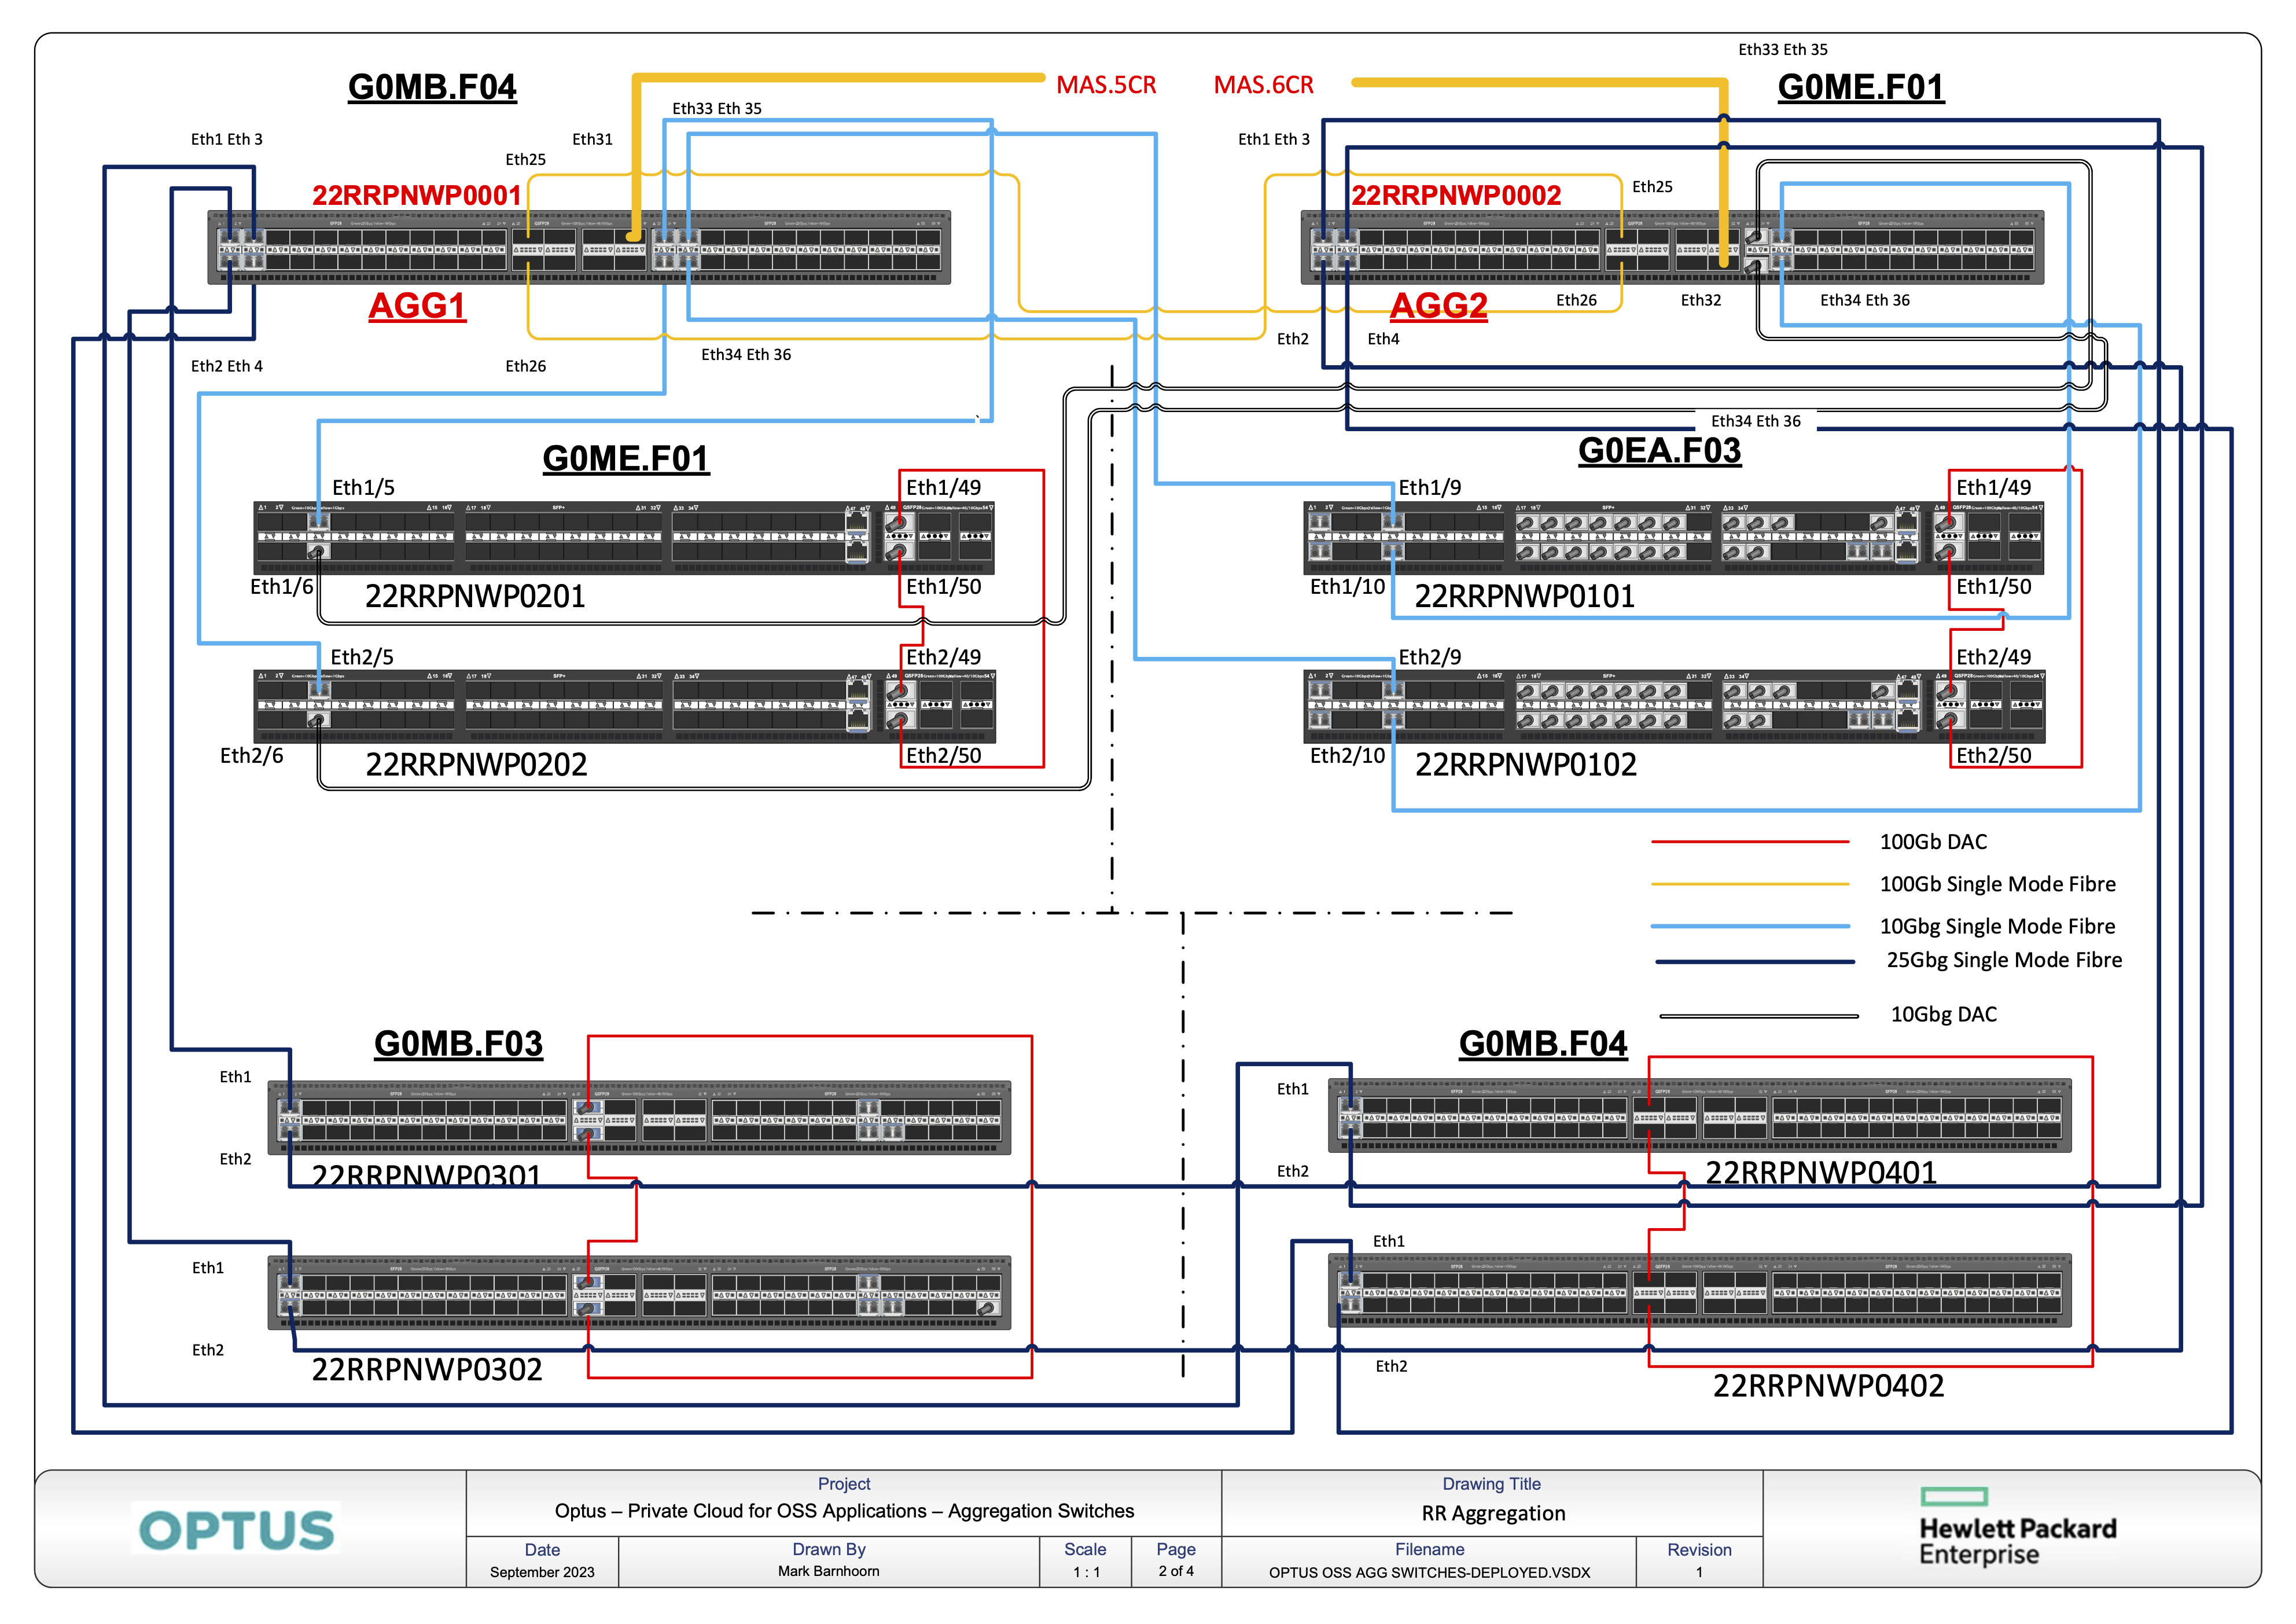 Eth33 Eth 35
G0MB.F04
MAS.5CR
MAS.6CR
G0ME.F01
Eth33 Eth 35
Eth1 Eth 3
Eth31
Eth1 Eth 3
Eth25
22RRPNWP0001
22RRPNWP0002
Eth25
AGG1
AGG2
Eth26
Eth32
Eth34 Eth 36
Eth2
Eth4
Eth34 Eth 36
Eth2 Eth 4
Eth26
Eth34 Eth 36
G0ME.F01
G0EA.F03
Eth1/5
Eth1/49
Eth1/9
Eth1/49
Eth1/6
22RRPNWP0201
Eth1/50
Eth1/10
22RRPNWP0101
Eth1/50
Eth2/5
Eth2/49
Eth2/9
Eth2/49
Eth2/6
22RRPNWP0202
Eth2/50
Eth2/10
22RRPNWP0102
Eth2/50
100Gb DAC
100Gb Single Mode Fibre
10Gbg Single Mode Fibre
25Gbg Single Mode Fibre
10Gbg DAC
G0MB.F03
G0MB.F04
Eth1
Eth1
Eth2
22RRPNWP0301
Eth2
22RRPNWP0401
Eth1
Eth1
Eth2
22RRPNWP0302
Eth2
22RRPNWP0402
OPTUS
Project
Optus – Private Cloud for OSS Applications – Aggregation Switches
Drawing Title
RR Aggregation
Date
September 2023
Drawn By
Mark Barnhoorn
Scale
1 : 1
Page
2 of 4
Filename
OPTUS OSS AGG SWITCHES-DEPLOYED.VSDX
Revision
1
Hewlett Packard
Enterprise